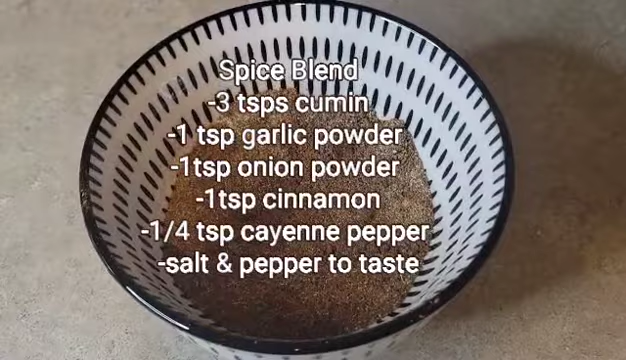 Spice Blend
-3 tsps cumin
-1 tsp garlic powder
-1tsp onion powder
-1tsp cinnamon
-1/4 tsp cayenne pepper
-salt & pepper to taste